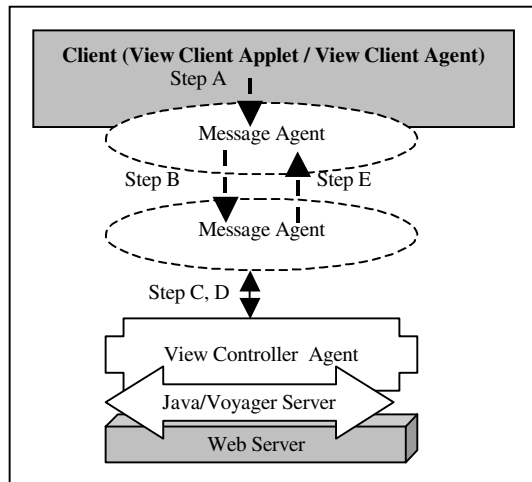 Client (View Client Applet / View Client Agent)
Step A
Message Agent
Step B
Step E
Message Agent
Step C, D
View Controller Agent
Java/Voyager Server
Web Server